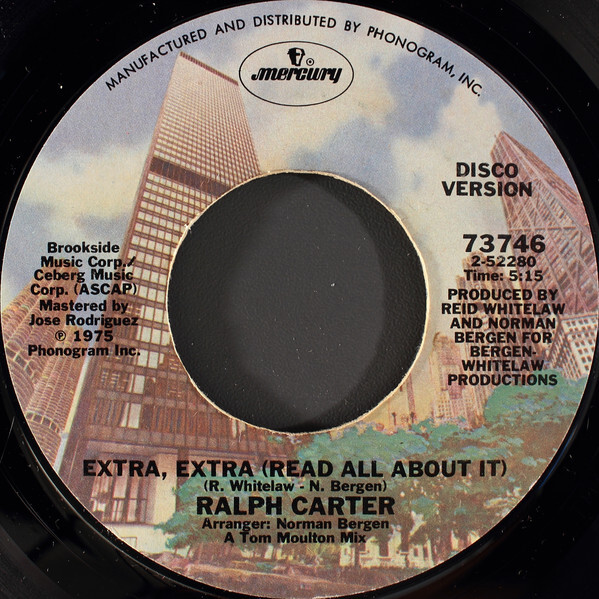 MANUFACTURED AND DISTRIBUTED BY PHONOGRAM, INC.
mercury
DISCO
VERSION
73746
2-52280
Time: 5:15
PRODUCED BY
REID WHITELAW
AND NORMAN
BERGEN FOR
BERGEN-
WHITELAW
PRODUCTIONS
Brookside
Music Corp./
Ceberg Music
Corp. (ASCAP)
Mastered by
Jose Rodriguez
℗ 1975
Phonogram Inc.
EXTRA, EXTRA (READ ALL ABOUT IT)
(R. Whitelaw - N. Bergen)
RALPH CARTER
Arranger: Norman Bergen
A Tom Moulton Mix